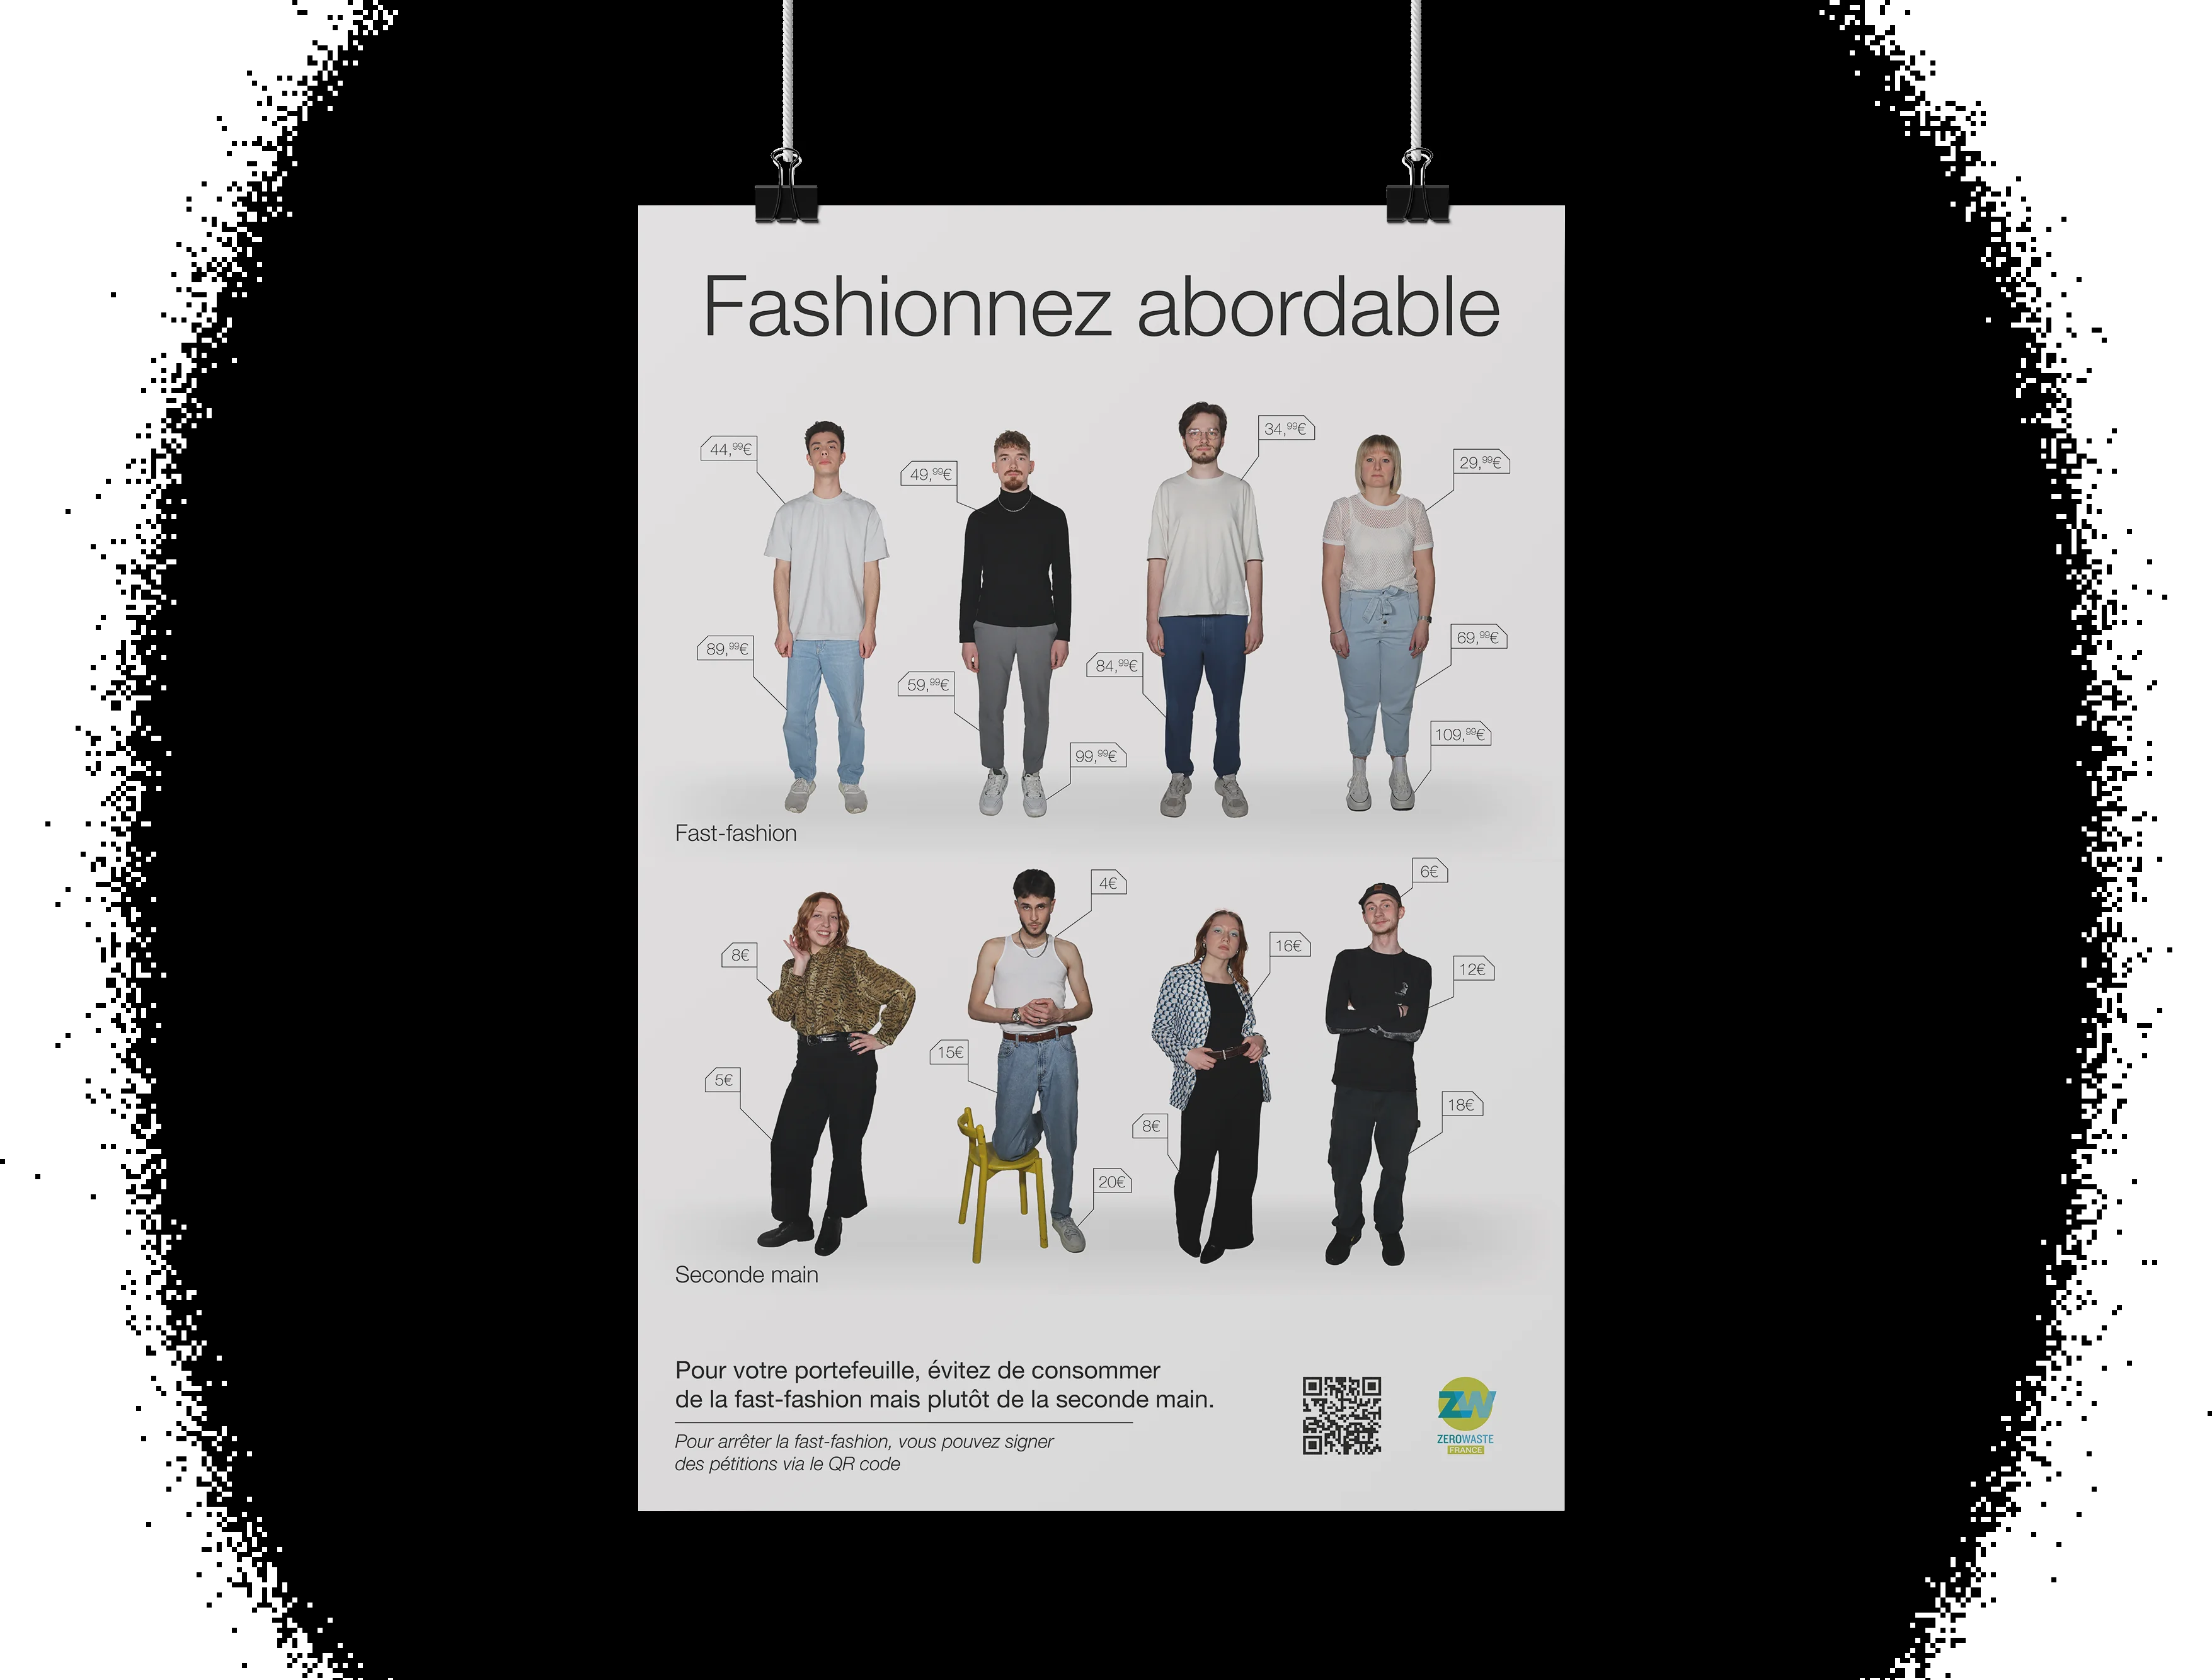 Fashionnez abordable
44,99€
49,99€
34,99€
29,99€
89,99€
59,99€
84,99€
69,99€
99,99€
109,99€
Fast-fashion
8€
4€
16€
6€
12€
5€
15€
8€
18€
20€
Seconde main
Pour votre portefeuille, évitez de consommer
de la fast-fashion mais plutôt de la seconde main.
Pour arrêter la fast-fashion, vous pouvez signer
des pétitions via le QR code
ZW
ZEROWASTE
FRANCE